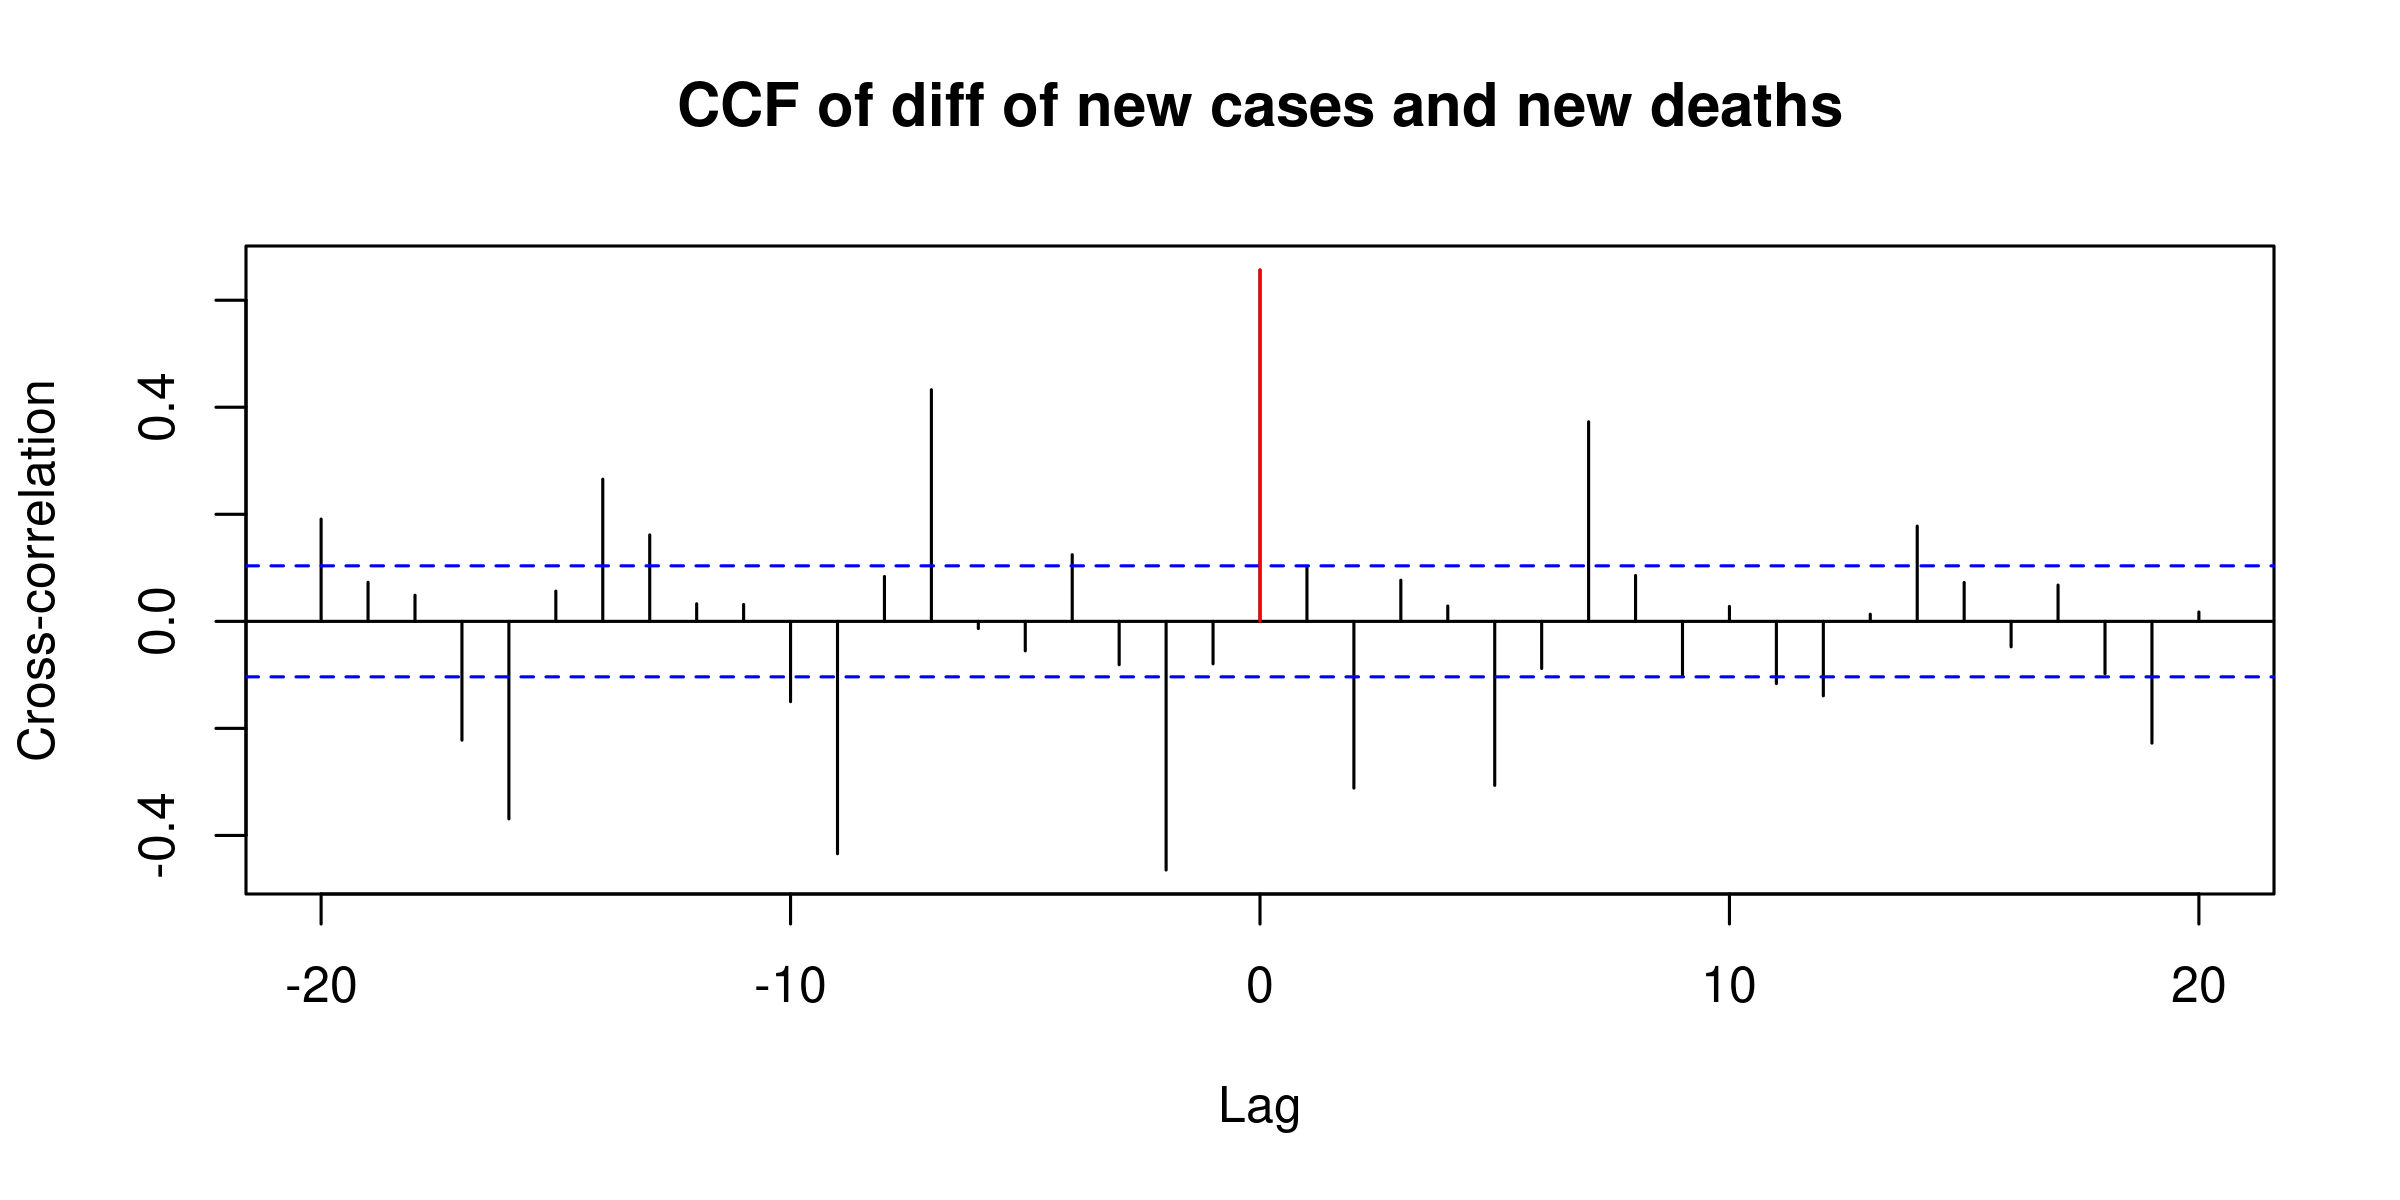 CCF of diff of new cases and new deaths
Cross-correlation
0.4
0.0
-0.4
-20 -10 0 10 20
Lag